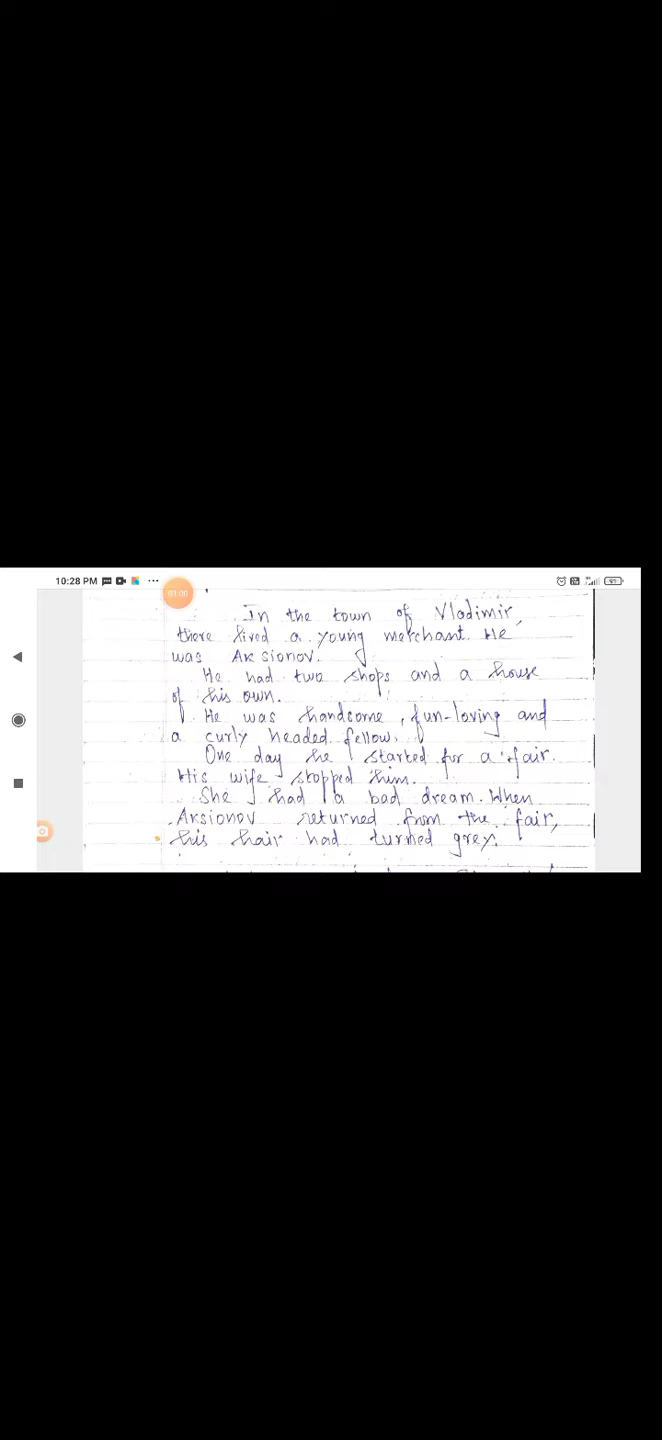 10:28 PM
01:00
91
In the town of Vladimir,
there lived a young merchant. He
was Aksionov.
He had two shops and a house
of his own.
He was handsome, fun-loving and
a curly headed fellow.
One day he started for a fair.
His wife stopped him.
She had a bad dream. When
Aksionov returned from the fair,
his hair had turned grey.